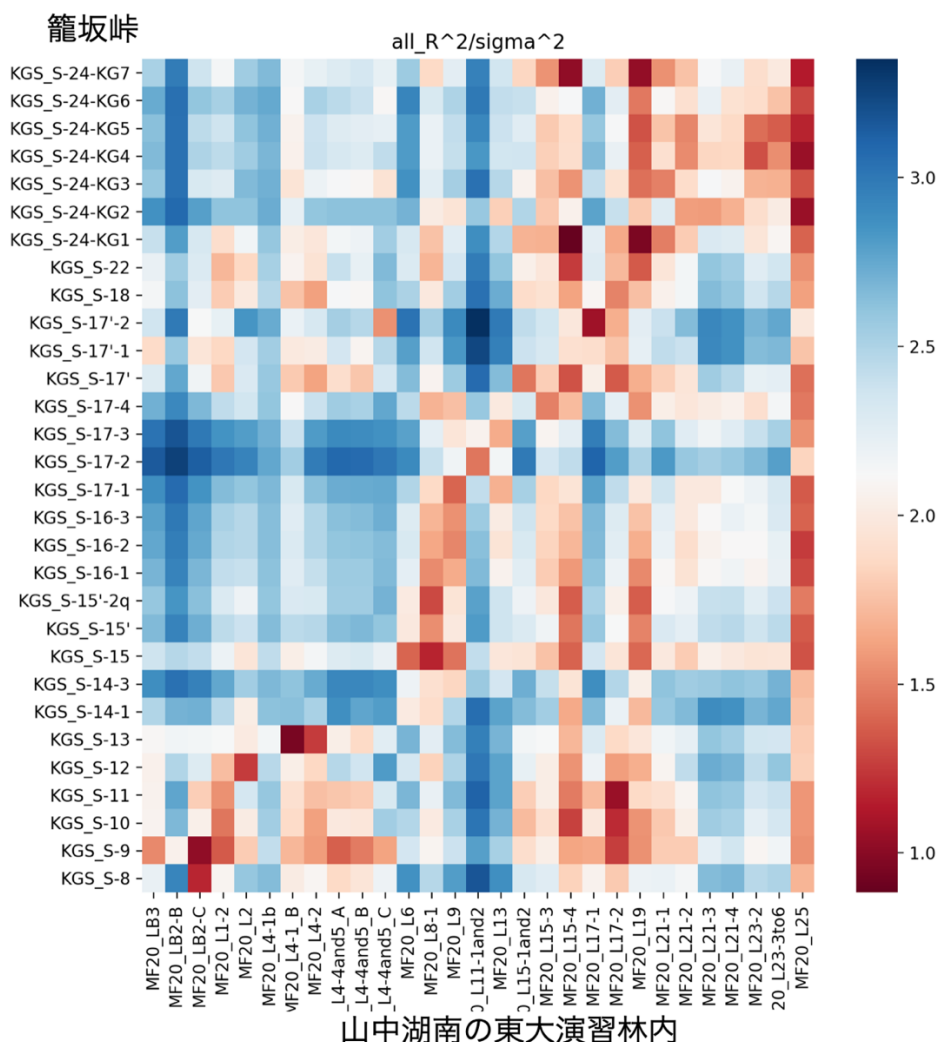 籠坂峠
all_R^2/sigma^2
KGS_S-24-KG7
KGS_S-24-KG6
KGS_S-24-KG5
KGS_S-24-KG4
KGS_S-24-KG3
KGS_S-24-KG2
KGS_S-24-KG1
KGS_S-22
KGS_S-18
KGS_S-17'-2
KGS_S-17'-1
KGS_S-17'
KGS_S-17-4
KGS_S-17-3
KGS_S-17-2
KGS_S-17-1
KGS_S-16-3
KGS_S-16-2
KGS_S-16-1
KGS_S-15'-2q
KGS_S-15'
KGS_S-15
KGS_S-14-3
KGS_S-14-1
KGS_S-13
KGS_S-12
KGS_S-11
KGS_S-10
KGS_S-9
KGS_S-8
3.0
2.5
2.0
1.5
1.0
MF20_LB3
MF20_LB2-B
MF20_LB2-C
MF20_L1-2
MF20_L2
MF20_L4-1b
MF20_L4-1_B
MF20_L4-2
_L4-4and5_A
_L4-4and5_B
_L4-4and5_C
MF20_L6
MF20_L8-1
MF20_L9
0_L11-1and2
MF20_L13
_L15-1and2
MF20_L15-3
MF20_L15-4
MF20_L17-1
MF20_L17-2
MF20_L19
MF20_L21-1
MF20_L21-2
MF20_L21-3
MF20_L21-4
MF20_L23-2
20_L23-3to6
MF20_L25
山中湖南の東大演習林内